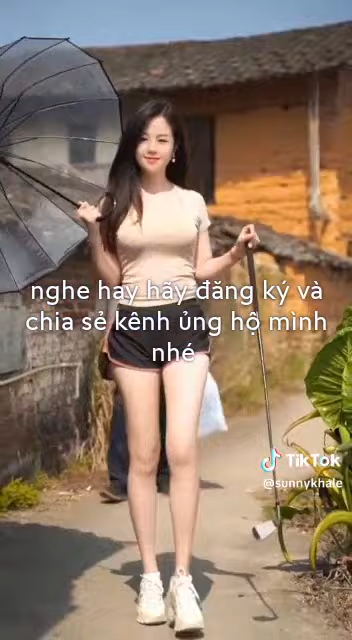 nghe hay hãy đăng ký và
chia sẻ kênh ủng hộ mình
nhé
TikTok
@sunnykhale